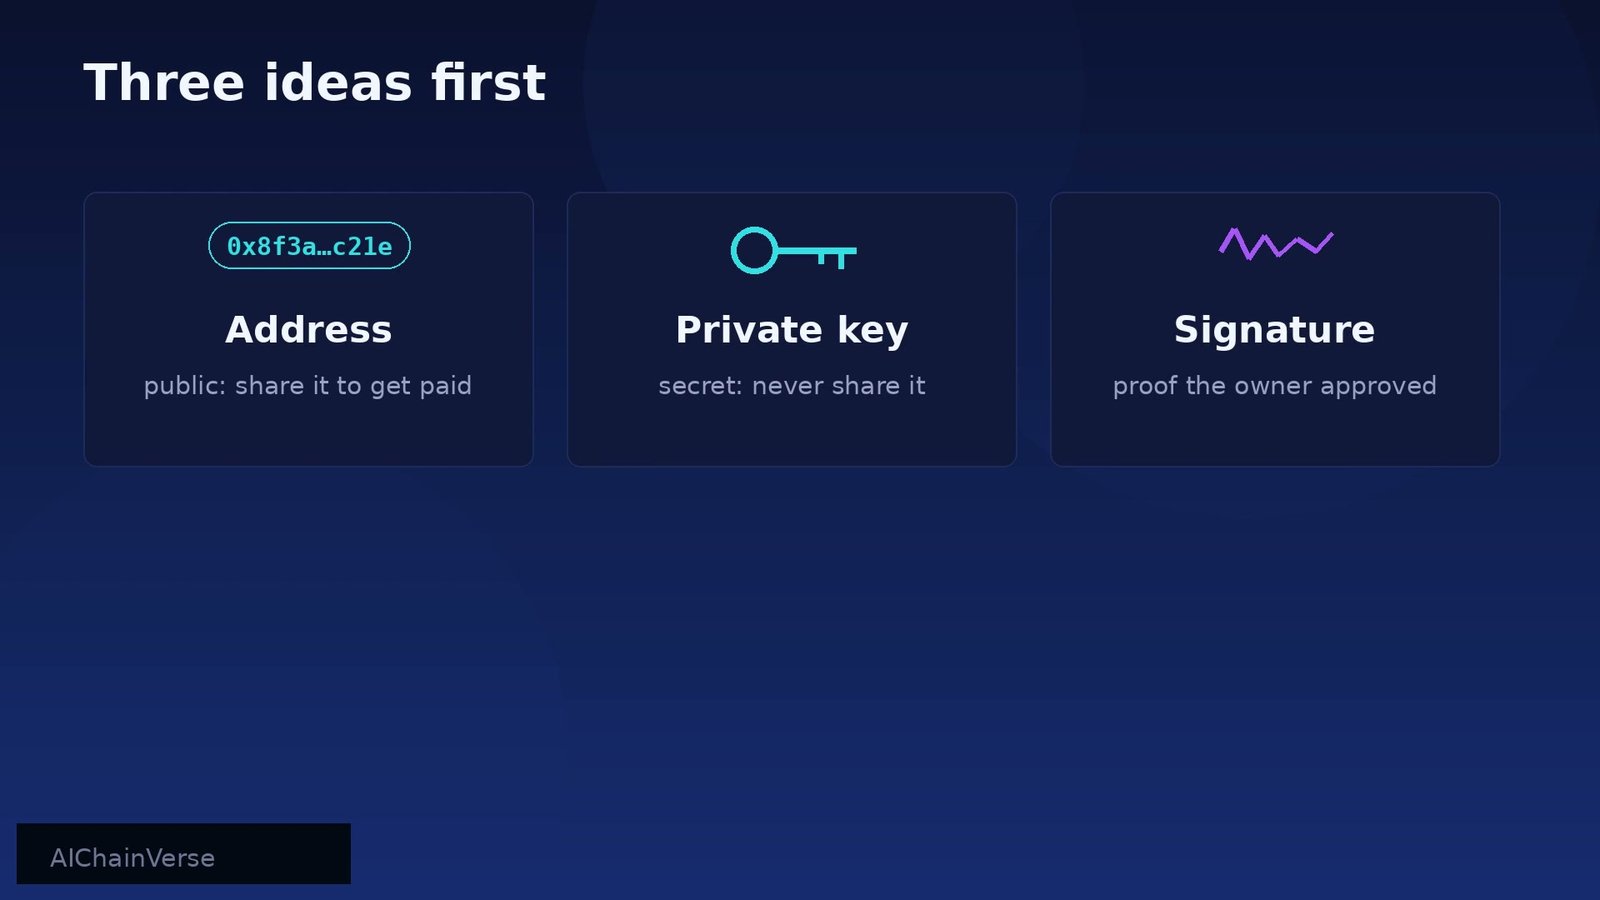 Three ideas first
0x8f3a…c21e
Address
public: share it to get paid
Private key
secret: never share it
Signature
proof the owner approved
AIChainVerse